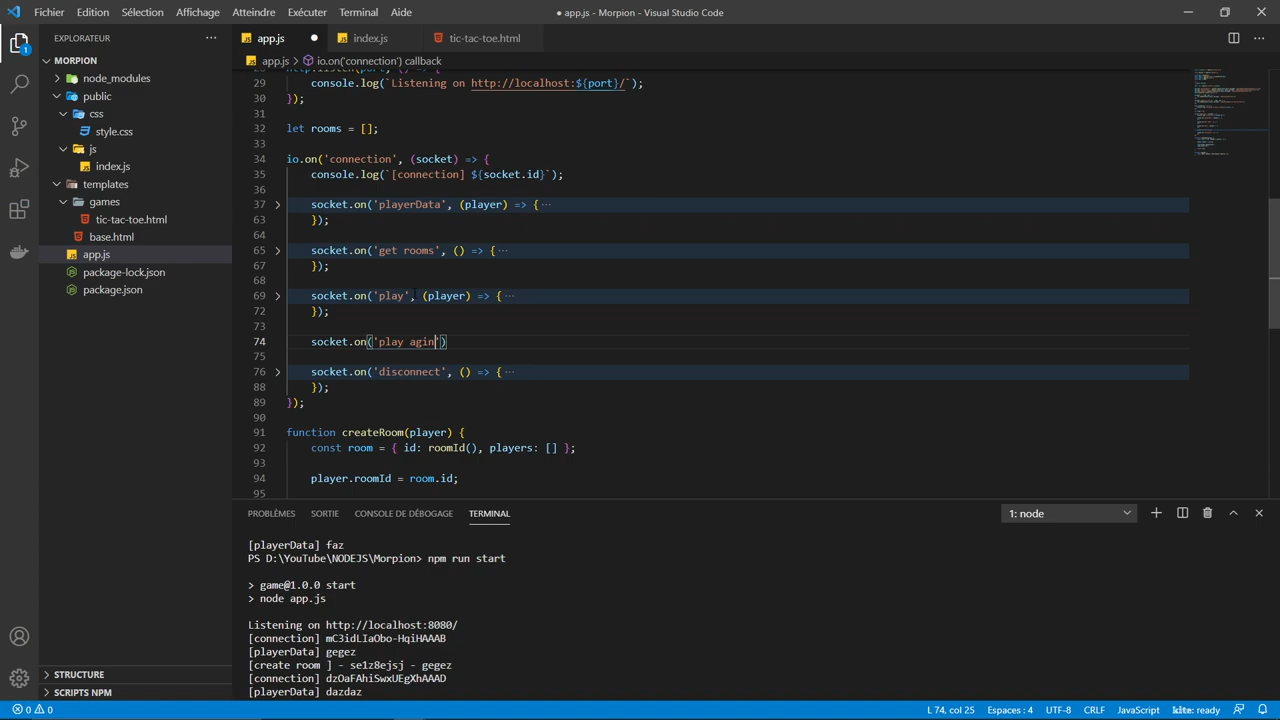 Fichier Edition Sélection Affichage Atteindre Exécuter Terminal Aide
● app.js - Morpion - Visual Studio Code
EXPLORATEUR
MORPION
node_modules
public
css
style.css
js
index.js
templates
games
tic-tac-toe.html
base.html
app.js
package-lock.json
package.json
STRUCTURE
SCRIPTS NPM
1
app.js index.js tic-tac-toe.html
app.js > io.on('connection') callback
29 console.log(`Listening on http://localhost:${port}/`);
30 });
31
32 let rooms = [];
33
34 io.on('connection', (socket) => {
35 console.log(`[connection] ${socket.id}`);
36
37 socket.on('playerData', (player) => { ···
63 });
64
65 socket.on('get rooms', () => { ···
67 });
68
69 socket.on('play', (player) => { ···
72 });
73
74 socket.on('play agin')
75
76 socket.on('disconnect', () => { ···
88 });
89 });
90
91 function createRoom(player) {
92 const room = { id: roomId(), players: [] };
93
94 player.roomId = room.id;
95
PROBLÈMES SORTIE CONSOLE DE DÉBOGAGE TERMINAL 1: node
[playerData] faz
PS D:\YouTube\NODEJS\Morpion> npm run start
> game@1.0.0 start
> node app.js
Listening on http://localhost:8080/
[connection] mC3idLIaObo-HqiHAAAB
[playerData] gegez
[create room ] - se1z8ejsj - gegez
[connection] dzOaFAhiSwxUEgXhAAAD
[playerData] dazdaz
0 0 L 74, col 25 Espaces : 4 UTF-8 CRLF JavaScript kite: ready